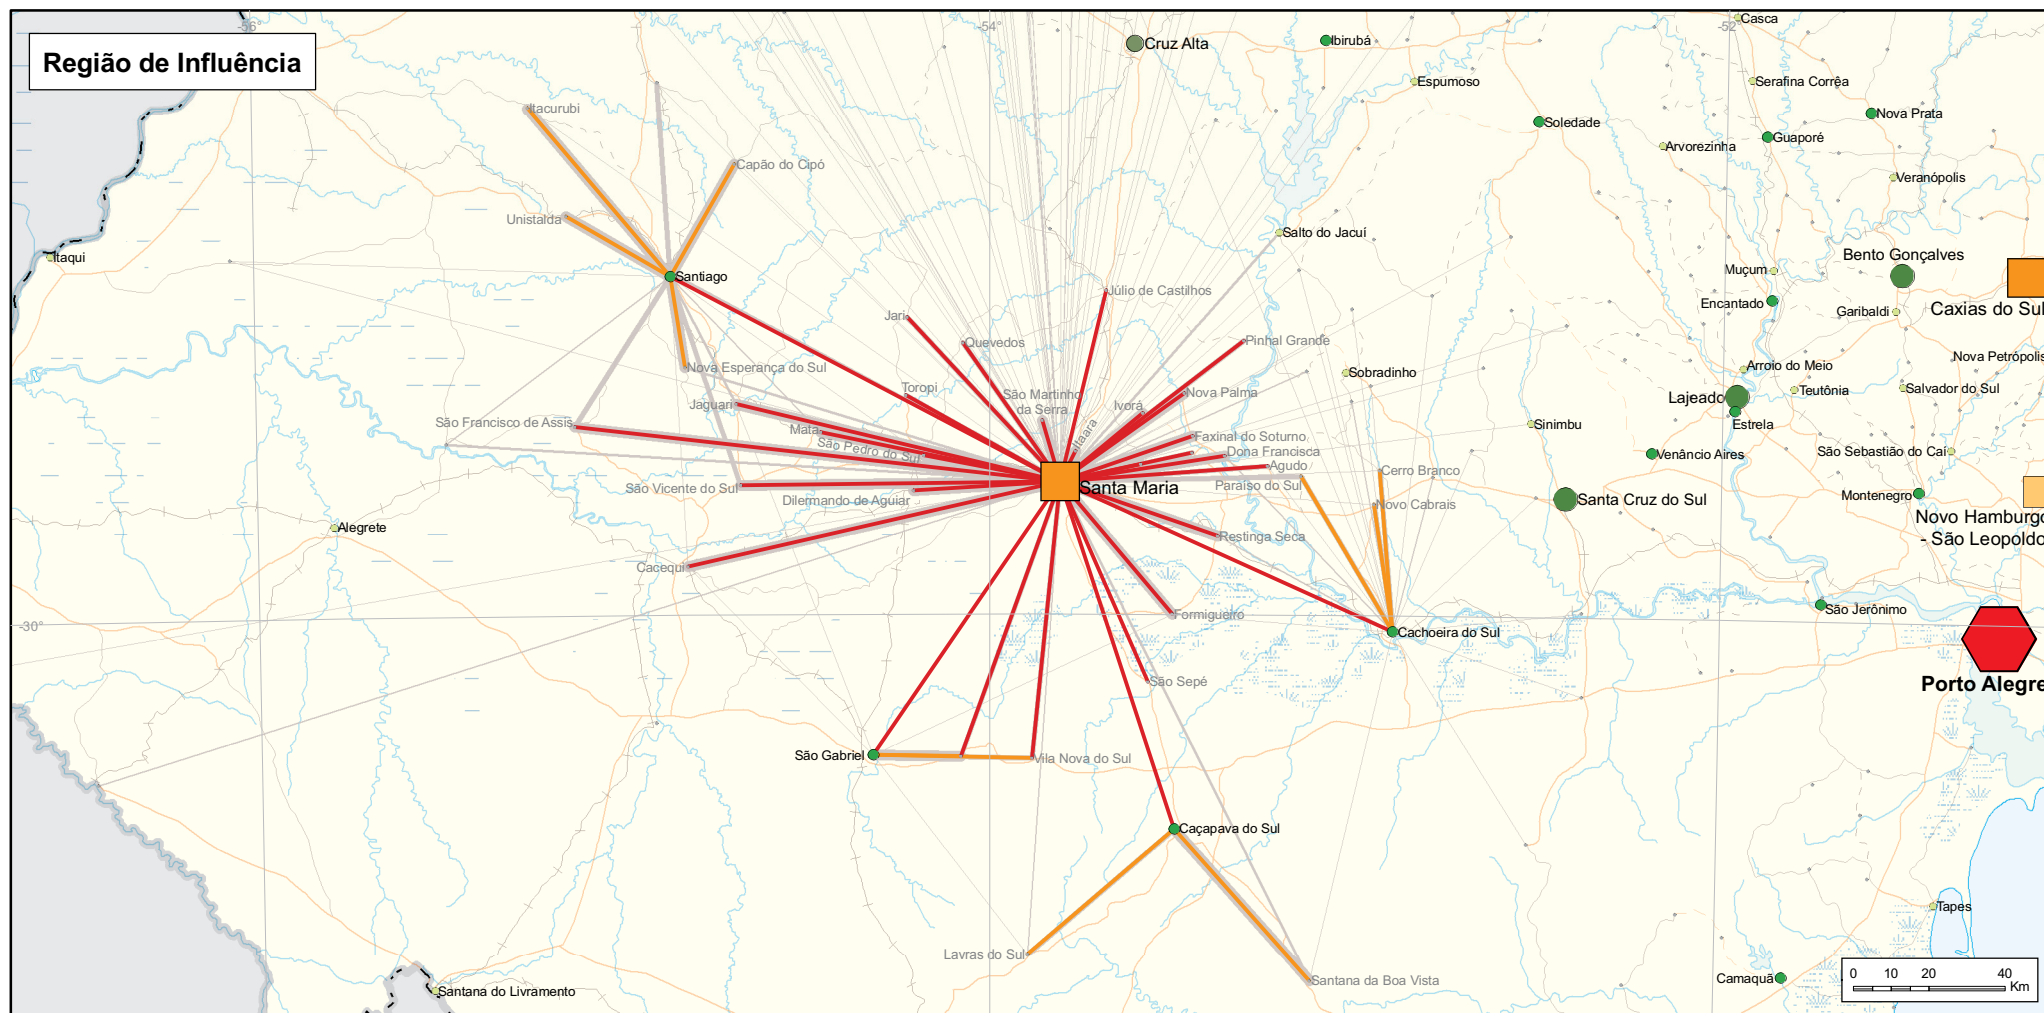 -56°
-54°
-52
Casca
Região de Influência
Cruz Alta
Ibirubá
Espumoso
Serafina Corrêa
Itacurubi
Soledade
Nova Prata
Guaporé
Arvorezinha
Capão do Cipó
Veranópolis
Unistalda
Salto do Jacuí
Itaqui
Bento Gonçalves
Muçum
Santiago
Júlio de Castilhos
Encantado
Garibaldi
Caxias do Sul
Jari
Quevedos
Pinhal Grande
Nova Petrópolis
Nova Esperança do Sul
Sobradinho
Arroio do Meio
Toropi
São Martinho
da Serra
Nova Palma
Teutônia
Salvador do Sul
Lajeado
Jaguari
Ivorá
Estrela
São Francisco de Assis
Mata
Itaara
Faxinal do Soturno
Sinimbu
São Pedro do Sul
Dona Francisca
Venâncio Aires
São Sebastião do Caí
Agudo
Cerro Branco
São Vicente do Sul
Santa Maria
Paraíso do Sul
Dilermando de Aguiar
Novo Cabrais
Santa Cruz do Sul
Montenegro
Novo Hamburgo
- São Leopoldo
Alegrete
Restinga Seca
Cacequi
São Jerônimo
Formigueiro
-30°
Cachoeira do Sul
São Sepé
Porto Alegre
São Gabriel
Vila Nova do Sul
Caçapava do Sul
Tapes
Lavras do Sul
Santana da Boa Vista
Camaquã
Santana do Livramento
0 10 20 40
Km